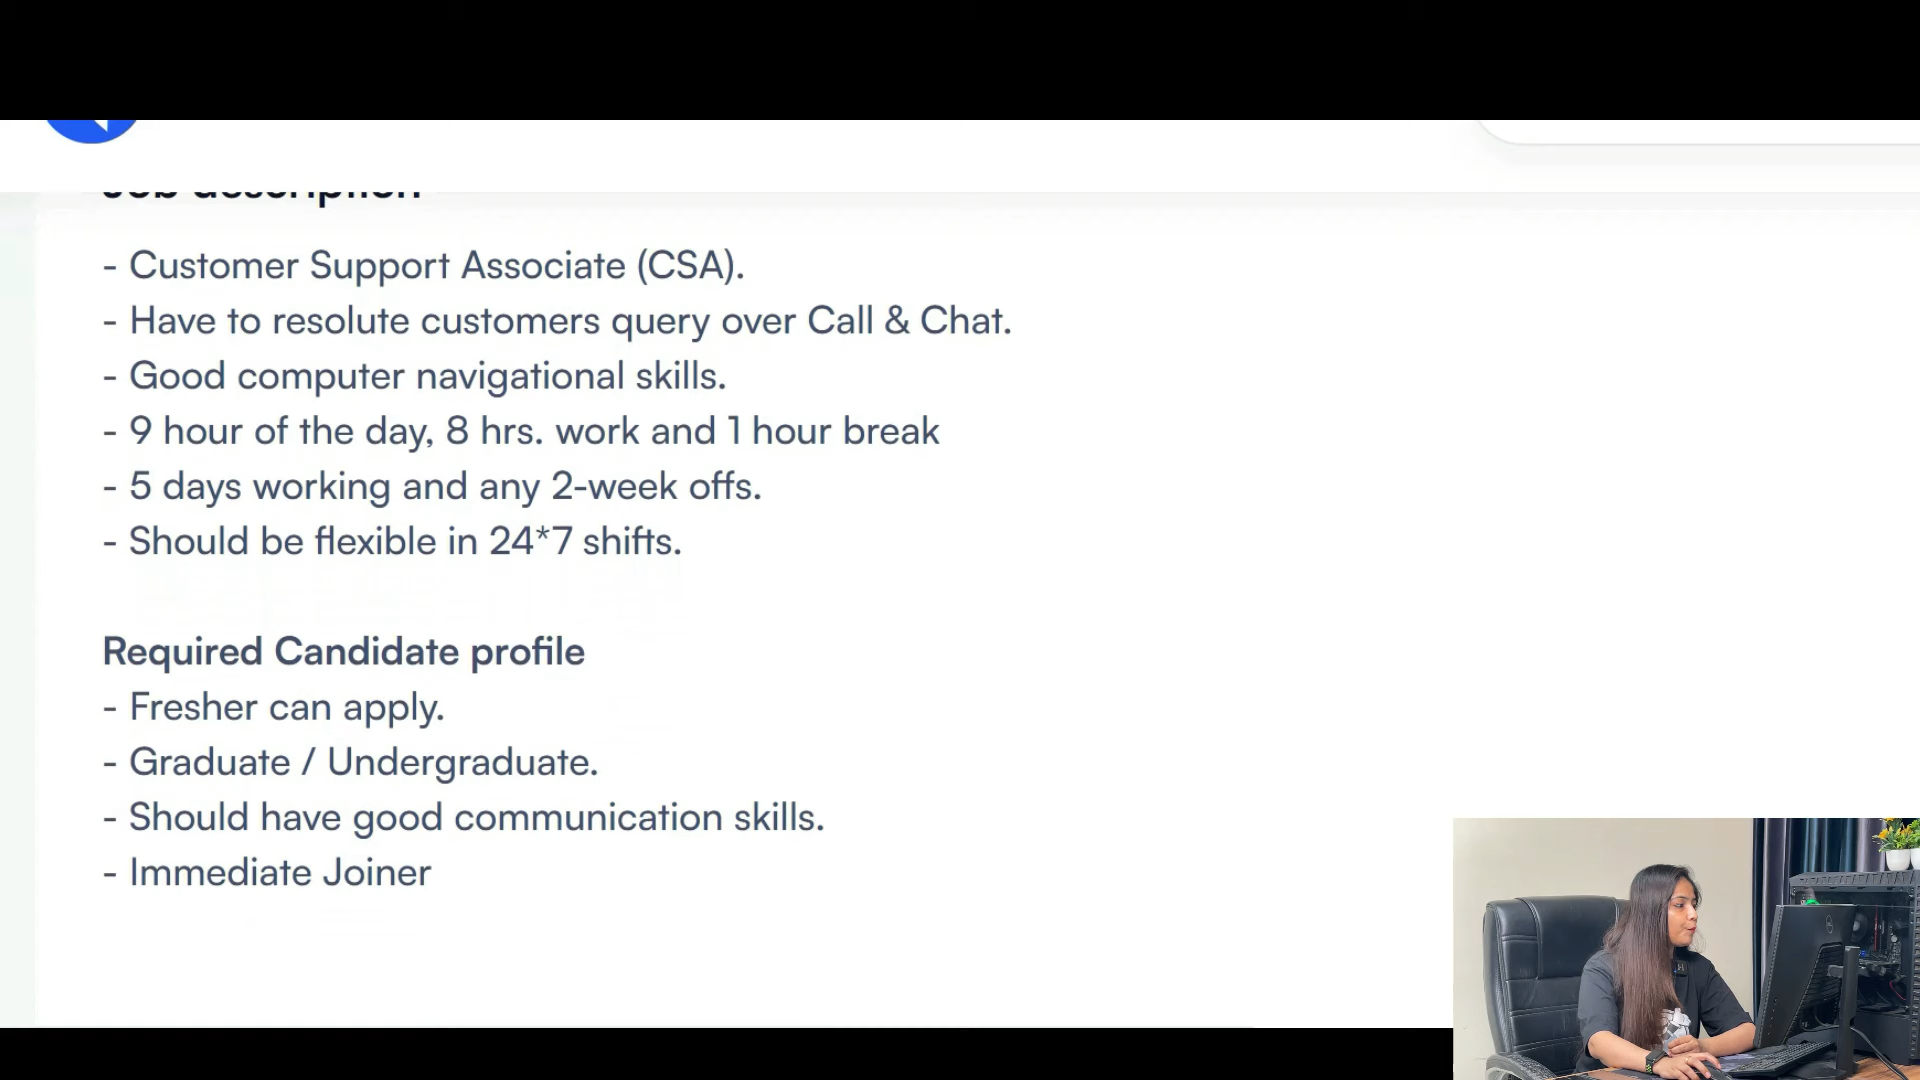 Job description
- Customer Support Associate (CSA).
- Have to resolute customers query over Call & Chat.
- Good computer navigational skills.
- 9 hour of the day, 8 hrs. work and 1 hour break
- 5 days working and any 2-week offs.
- Should be flexible in 24*7 shifts.
Required Candidate profile
- Fresher can apply.
- Graduate / Undergraduate.
- Should have good communication skills.
- Immediate Joiner